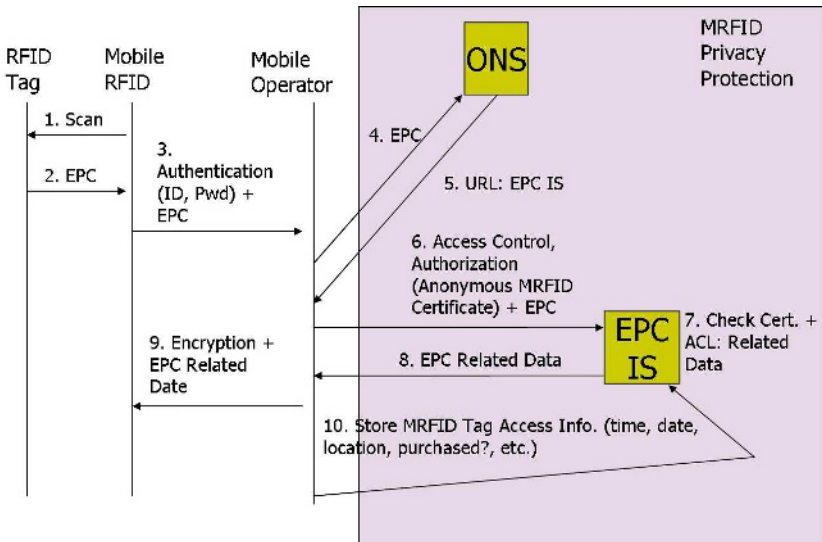 RFID
Tag
Mobile
RFID
Mobile
Operator
ONS
MRFID
Privacy
Protection
1. Scan
2. EPC
3.
Authentication
(ID, Pwd) +
EPC
4. EPC
5. URL: EPC IS
6. Access Control,
Authorization
(Anonymous MRFID
Certificate) + EPC
EPC
IS
7. Check Cert. +
ACL: Related
Data
8. EPC Related Data
9. Encryption +
EPC Related
Date
10. Store MRFID Tag Access Info. (time, date,
location, purchased?, etc.)